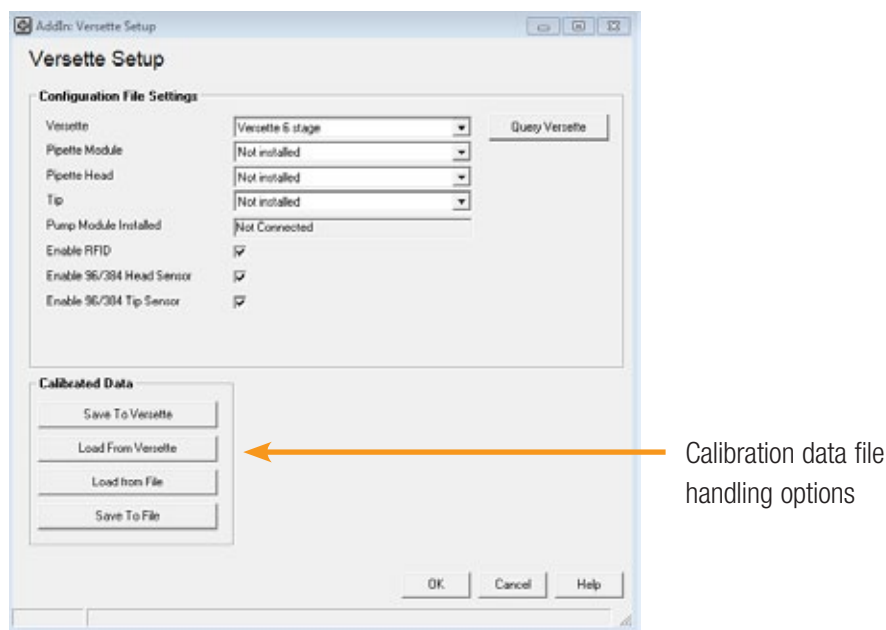 AddIn: Versette Setup
Versette Setup
Configuration File Settings
Versette Versette 6 stage Query Versette
Pipette Module Not installed
Pipette Head Not installed
Tip Not installed
Pump Module Installed Not Connected
Enable RFID
Enable 96/384 Head Sensor
Enable 96/384 Tip Sensor
Calibrated Data
Save To Versette
Load From Versette
Load from File
Save To File
Calibration data file
handling options
OK Cancel Help